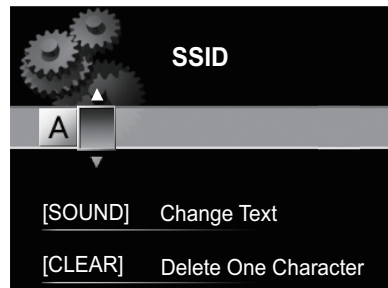 SSID
A
[SOUND] Change Text
[CLEAR] Delete One Character